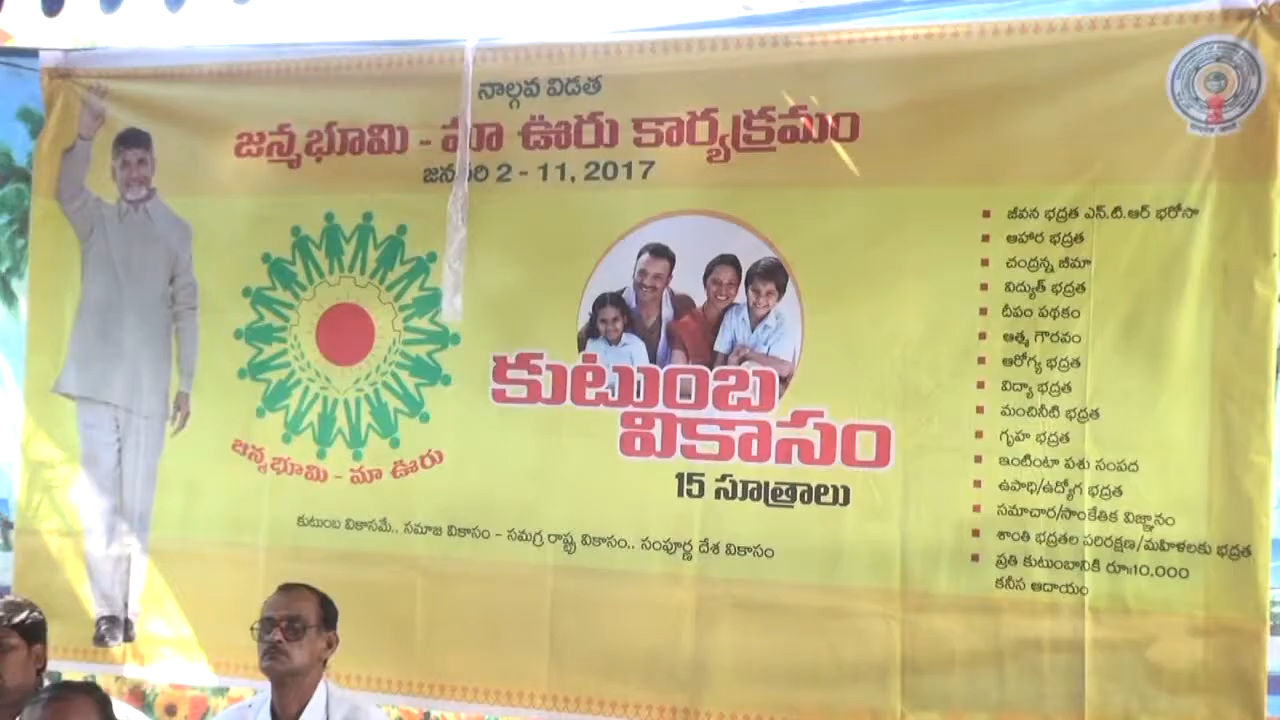 నాల్గవ విడత
జన్మభూమి - మా ఊరు కార్యక్రమం
జనవరి 2 - 11, 2017
జన్మభూమి - మా ఊరు
కుటుంబ
వికాసం
15 సూత్రాలు
కుటుంబ వికాసమే.. సమాజ వికాసం - సమగ్ర రాష్ట్ర వికాసం.. సంపూర్ణ దేశ వికాసం
జీవన భద్రత ఎన్.టి.ఆర్ భరోసా
ఆహార భద్రత
చంద్రన్న బీమా
విద్యుత్ భద్రత
దీపం పథకం
ఆత్మ గౌరవం
ఆరోగ్య భద్రత
విద్యా భద్రత
మంచినీటి భద్రత
గృహ భద్రత
ఇంటింటా పశు సంపద
ఉపాధి/ఉద్యోగ భద్రత
సమాచార/సాంకేతిక విజ్ఞానం
శాంతి భద్రతల పరిరక్షణ/మహిళలకు భద్రత
ప్రతి కుటుంబానికి రూ॥10,000
కనీస ఆదాయం